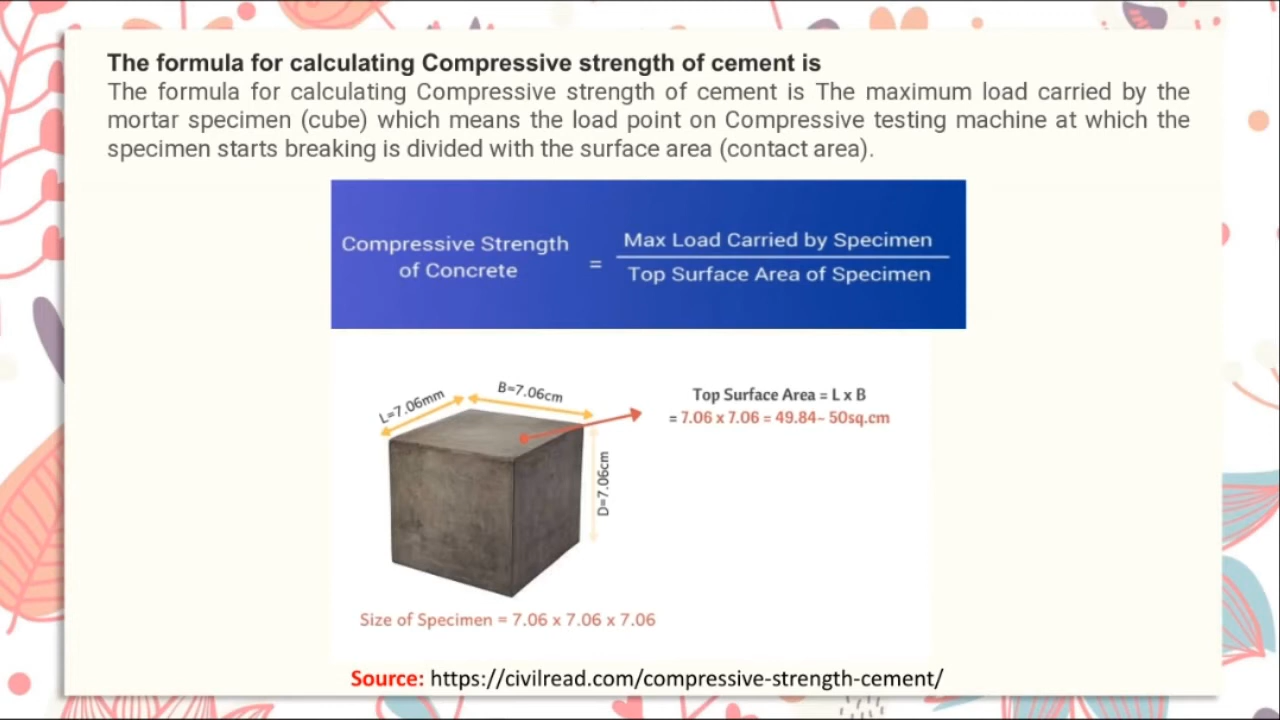 The formula for calculating Compressive strength of cement is
The formula for calculating Compressive strength of cement is The maximum load carried by the
mortar specimen (cube) which means the load point on Compressive testing machine at which the
specimen starts breaking is divided with the surface area (contact area).
Compressive Strength
of Concrete
=
Max Load Carried by Specimen
Top Surface Area of Specimen
L=7.06mm
B=7.06cm
D=7.06cm
Top Surface Area = L x B
= 7.06 x 7.06 = 49.84~ 50sq.cm
Size of Specimen = 7.06 x 7.06 x 7.06
Source: https://civilread.com/compressive-strength-cement/